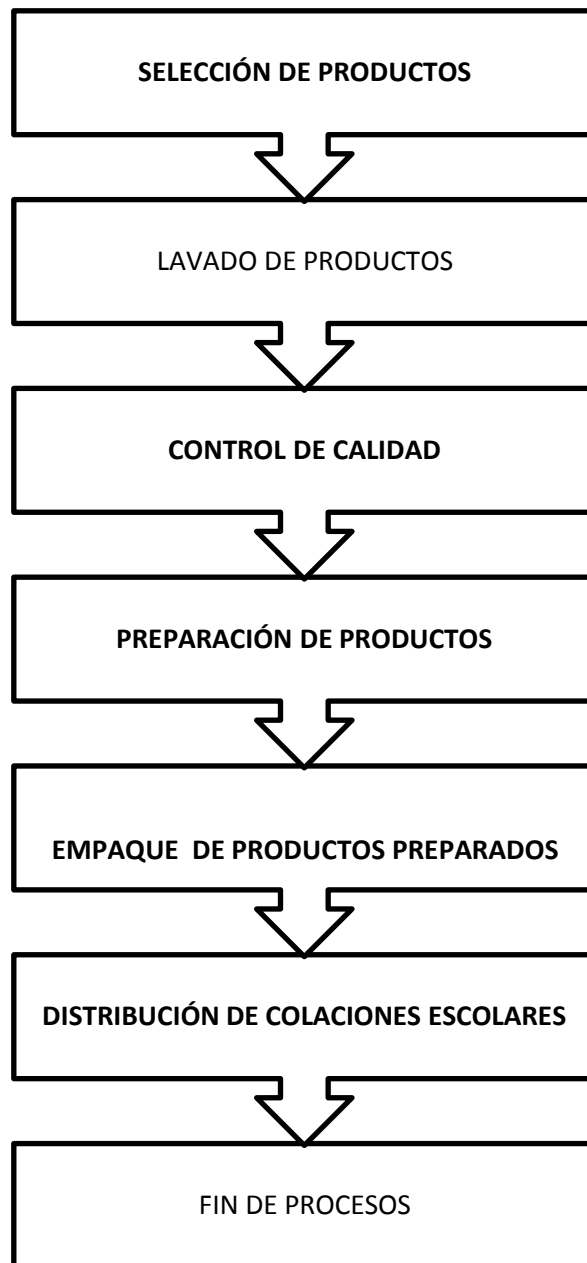 SELECCIÓN DE PRODUCTOS
LAVADO DE PRODUCTOS
CONTROL DE CALIDAD
PREPARACIÓN DE PRODUCTOS
EMPAQUE  DE PRODUCTOS PREPARADOS
DISTRIBUCIÓN DE COLACIONES ESCOLARES
FIN DE PROCESOS